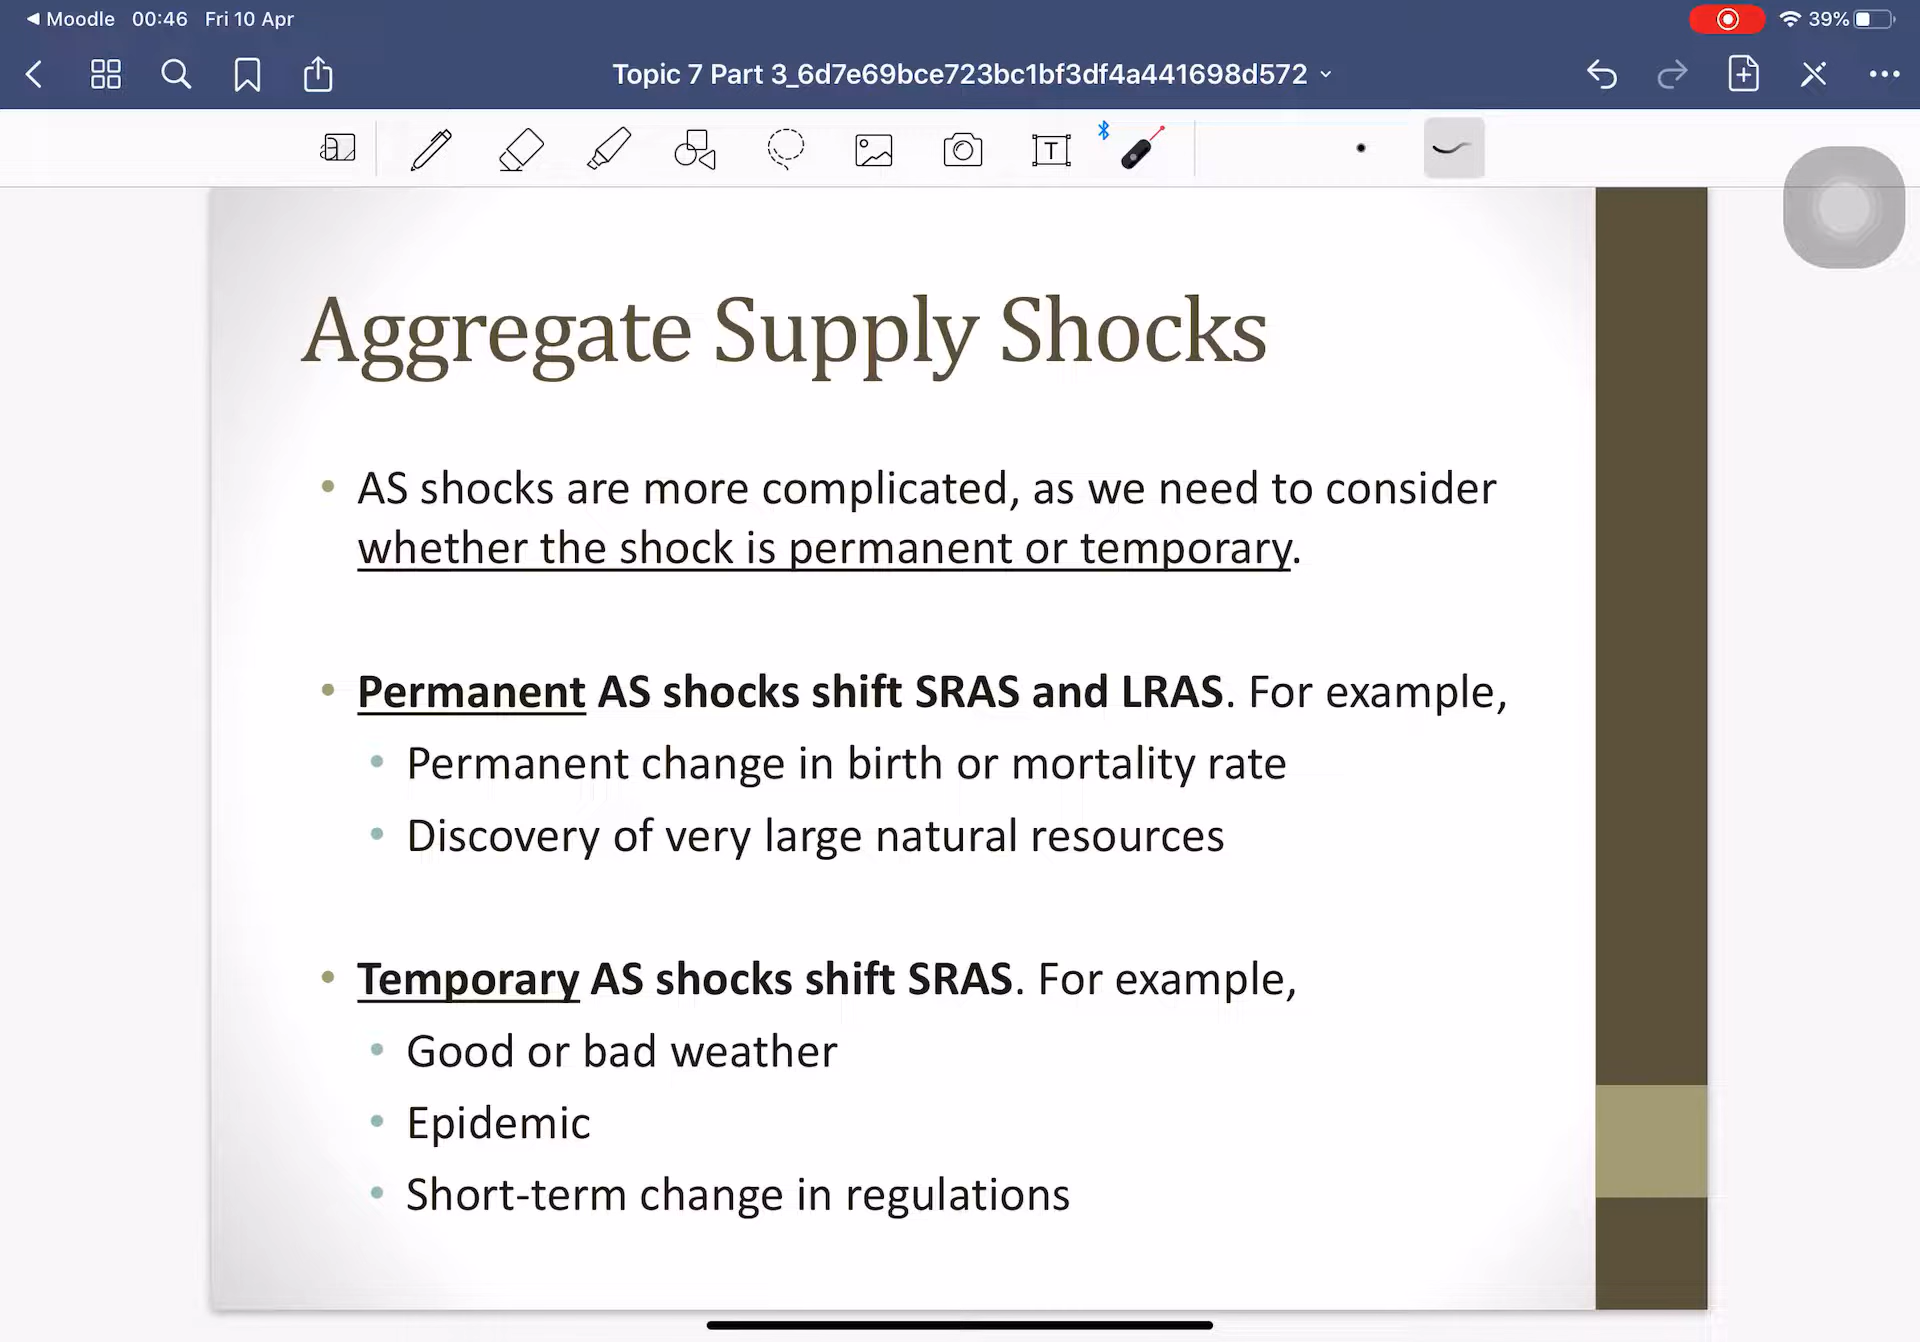 Moodle 00:46 Fri 10 Apr 39%
Topic 7 Part 3_6d7e69bce723bc1bf3df4a441698d572
a T
Aggregate Supply Shocks
• AS shocks are more complicated, as we need to consider
whether the shock is permanent or temporary.
• Permanent AS shocks shift SRAS and LRAS. For example,
• Permanent change in birth or mortality rate
• Discovery of very large natural resources
• Temporary AS shocks shift SRAS. For example,
• Good or bad weather
• Epidemic
• Short-term change in regulations